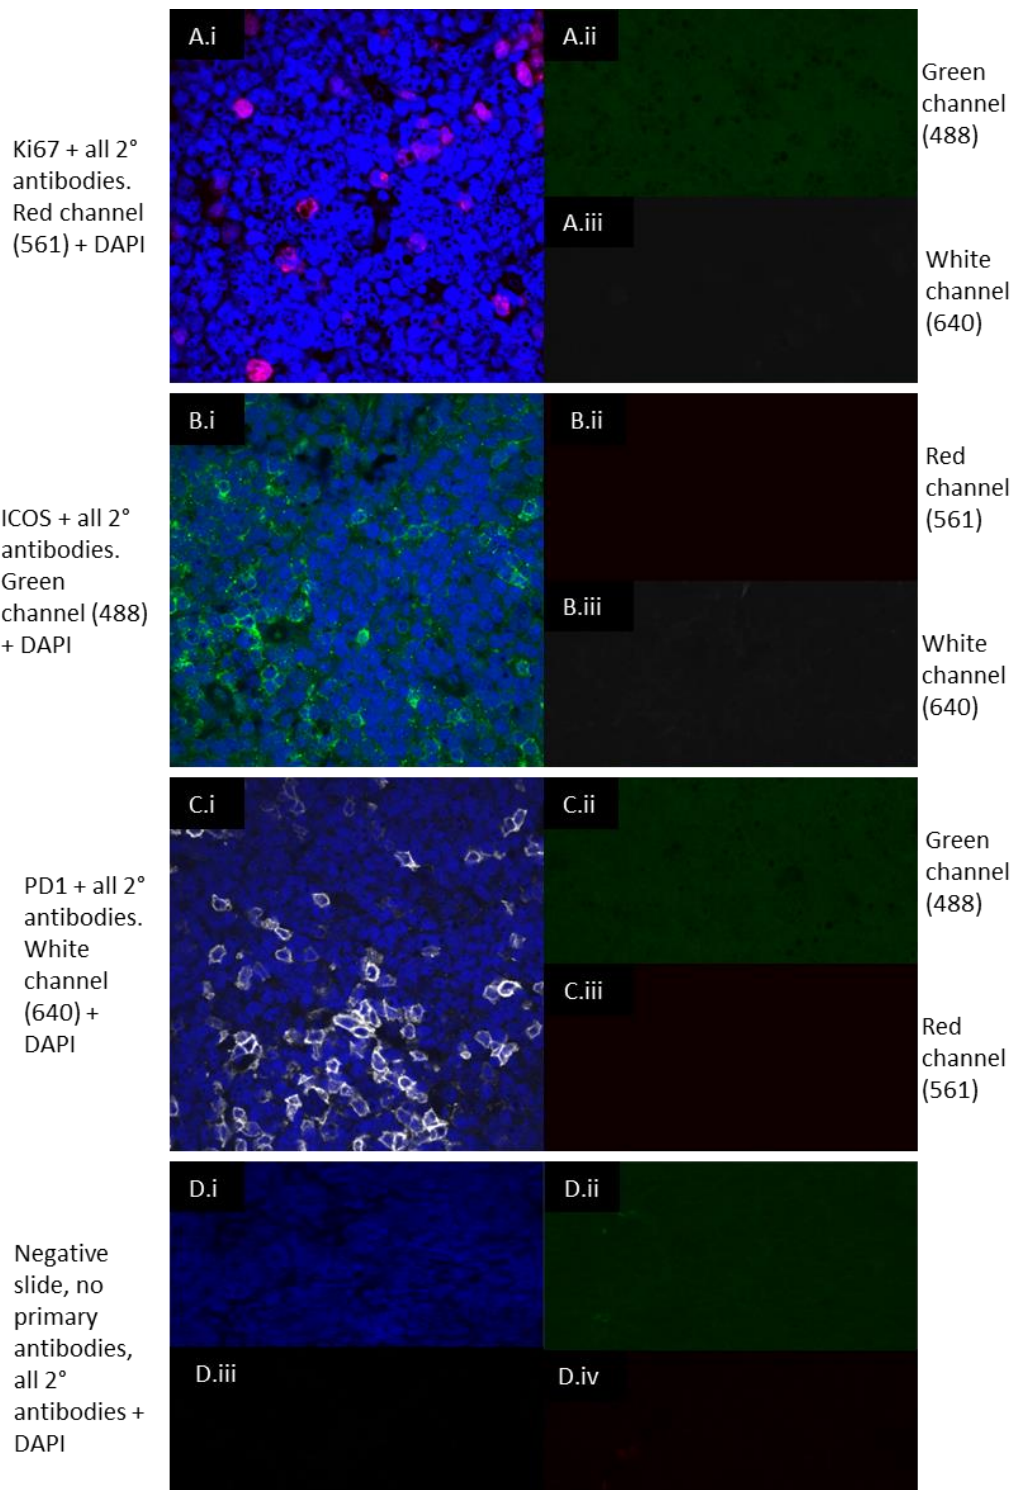 A.i
A.ii
Green
channel
(488)
Ki67 + all 2°
antibodies.
Red channel
(561) + DAPI
A.iii
White
channel
(640)
B.i
B.ii
Red
channel
(561)
ICOS + all 2°
antibodies.
Green
channel (488)
+ DAPI
B.iii
White
channel
(640)
C.i
C.ii
Green
channel
(488)
PD1 + all 2°
antibodies.
White
channel
(640) +
DAPI
C.iii
Red
channel
(561)
D.i
D.ii
Negative
slide, no
primary
antibodies,
all 2°
antibodies +
DAPI
D.iii
D.iv